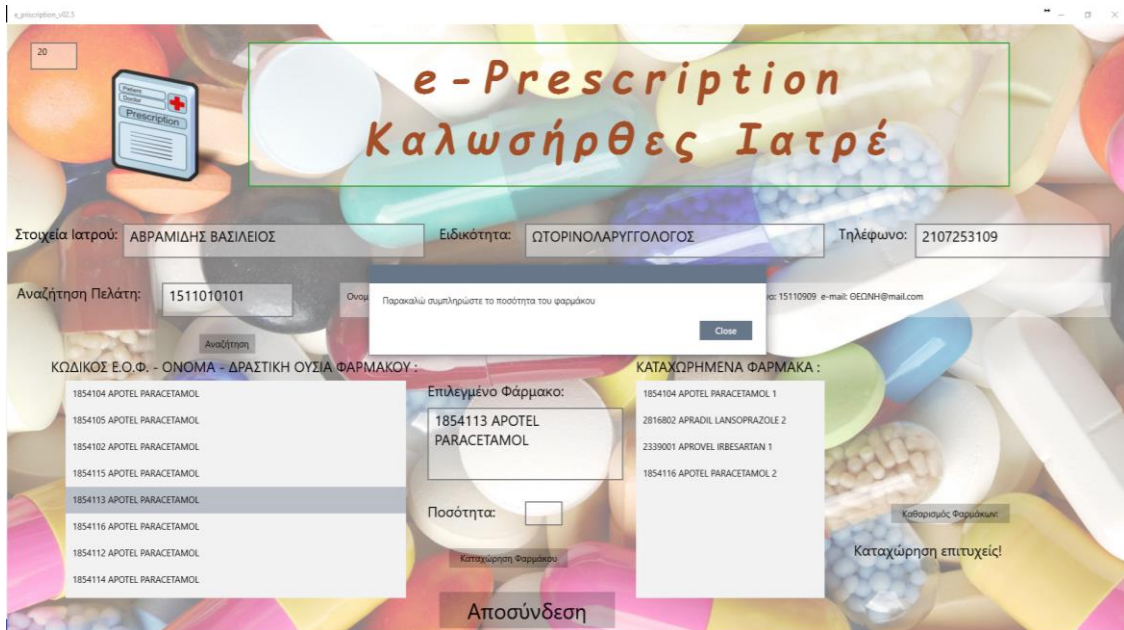 e_priscription_v02.5
20
Patient
Doctor
Prescription
e-Prescription
Καλωσήρθες Ιατρέ
Στοιχεία Ιατρού: ΑΒΡΑΜΙΔΗΣ ΒΑΣΙΛΕΙΟΣ Ειδικότητα: ΩΤΟΡΙΝΟΛΑΡΥΓΓΟΛΟΓΟΣ Τηλέφωνο: 2107253109
Αναζήτηση Πελάτη: 1511010101 15110909 e-mail: ΘΕΩΝΗ@mail.com
Παρακαλώ συμπληρώστε το ποσότητα του φαρμάκου
Close
Αναζήτηση
ΚΩΔΙΚΟΣ Ε.Ο.Φ. - ΟΝΟΜΑ - ΔΡΑΣΤΙΚΗ ΟΥΣΙΑ ΦΑΡΜΑΚΟΥ :
1854104 APOTEL PARACETAMOL
1854105 APOTEL PARACETAMOL
1854102 APOTEL PARACETAMOL
1854115 APOTEL PARACETAMOL
1854113 APOTEL PARACETAMOL
1854116 APOTEL PARACETAMOL
1854112 APOTEL PARACETAMOL
1854114 APOTEL PARACETAMOL
Επιλεγμένο Φάρμακο:
1854113 APOTEL
PARACETAMOL
Ποσότητα:
Καταχώρηση Φαρμάκου
ΚΑΤΑΧΩΡΗΜΕΝΑ ΦΑΡΜΑΚΑ :
1854104 APOTEL PARACETAMOL 1
2816802 APRADIL LANSOPRAZOLE 2
2339001 APROVEL IRBESARTAN 1
1854116 APOTEL PARACETAMOL 2
Καθαρισμός Φαρμάκων:
Καταχώρηση επιτυχείς!
Αποσύνδεση